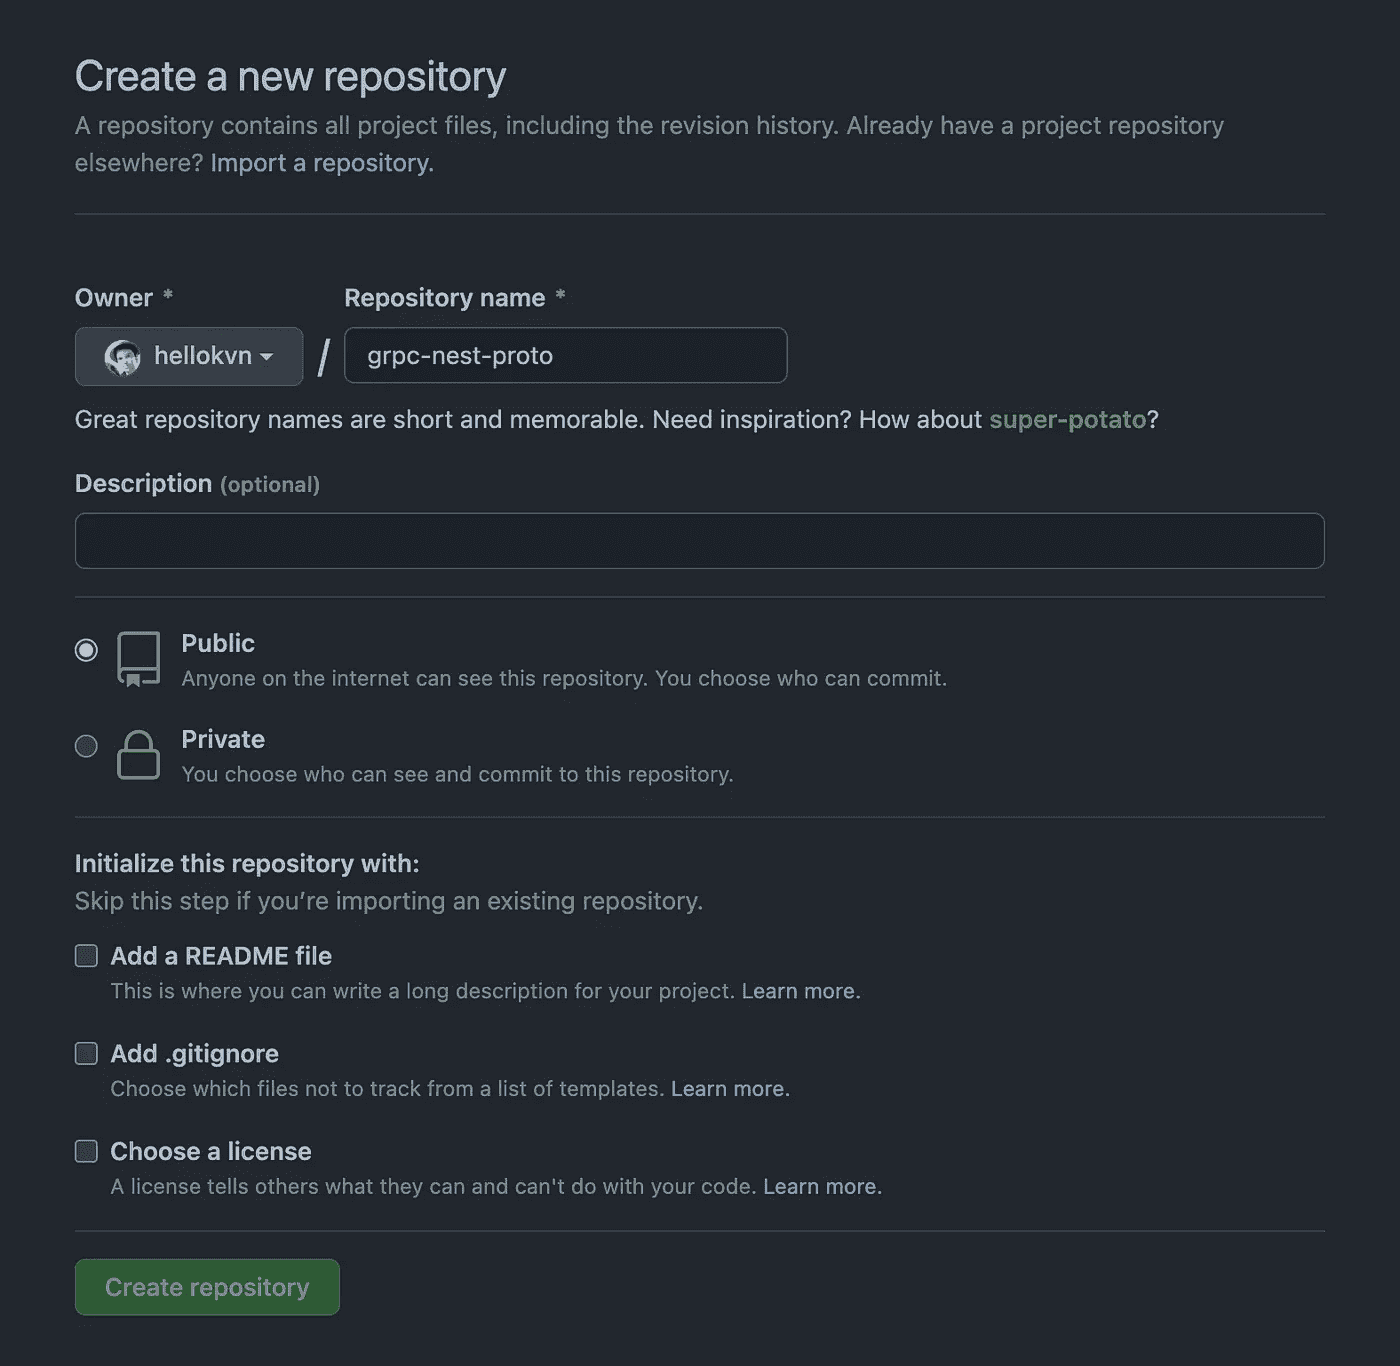 Create a new repository
A repository contains all project files, including the revision history. Already have a project repository
elsewhere? Import a repository.
Owner * Repository name *
hellokvn / grpc-nest-proto
Great repository names are short and memorable. Need inspiration? How about super-potato?
Description (optional)
Public
Anyone on the internet can see this repository. You choose who can commit.
Private
You choose who can see and commit to this repository.
Initialize this repository with:
Skip this step if you’re importing an existing repository.
Add a README file
This is where you can write a long description for your project. Learn more.
Add .gitignore
Choose which files not to track from a list of templates. Learn more.
Choose a license
A license tells others what they can and can't do with your code. Learn more.
Create repository